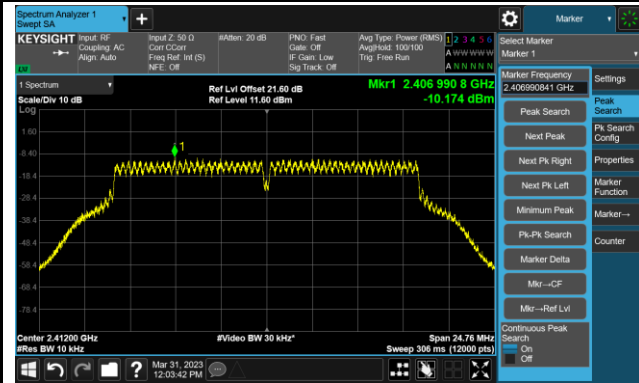 Spectrum Analyzer 1
Swept SA
Marker
KEYSIGHT
Input: RF
Coupling: AC
Align: Auto
Input Z: 50 Ω
Corr CCorr
Freq Ref: Int (S)
NFE: Off
#Atten: 20 dB
PNO: Fast
Gate: Off
IF Gain: Low
Sig Track: Off
Avg Type: Power (RMS)
Avg|Hold: 100/100
Trig: Free Run
1 2 3 4 5 6
A W W W W W
A N N N N N
Select Marker
Marker 1
1 Spectrum
Scale/Div 10 dB
Log
Ref Lvl Offset 21.60 dB
Ref Level 11.60 dBm
Mkr1 2.406 990 8 GHz
-10.174 dBm
1.60
-8.40
-18.4
-28.4
-38.4
-48.4
-58.4
-68.4
-78.4
1
Center 2.41200 GHz
#Res BW 10 kHz
#Video BW 30 kHz*
Span 24.76 MHz
Sweep 306 ms (12000 pts)
Marker Frequency
2.406990841 GHz
Peak Search
Next Peak
Next Pk Right
Next Pk Left
Minimum Peak
Pk-Pk Search
Marker Delta
Mkr→CF
Mkr→Ref Lvl
Continuous Peak
Search
On
Off
Settings
Peak
Search
Pk Search
Config
Properties
Marker
Function
Marker→
Counter
Mar 31, 2023
12:03:42 PM